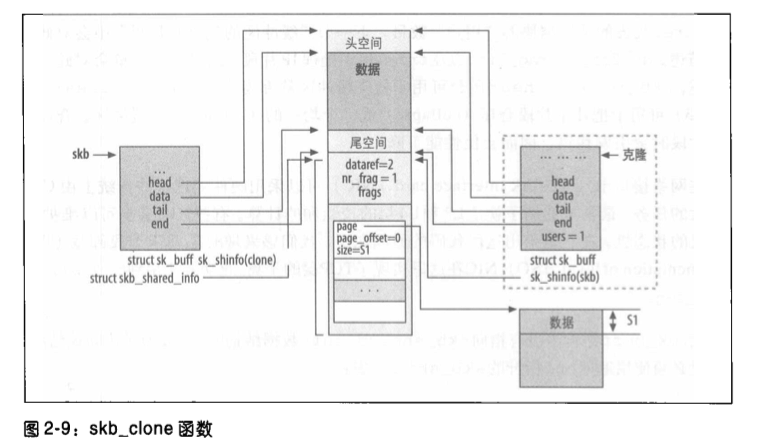 头空间
数据
尾空间
skb
...
head
data
tail
end
struct sk_buff sk_shinfo(clone)
struct skb_shared_info
dataref=2
nr_frag = 1
frags
page
page_offset=0
size=S1
...
... ... ...
克隆
head
data
tail
end
users = 1
struct sk_buff
sk_shinfo(skb)
数据
S1
图 2-9：skb_clone 函数